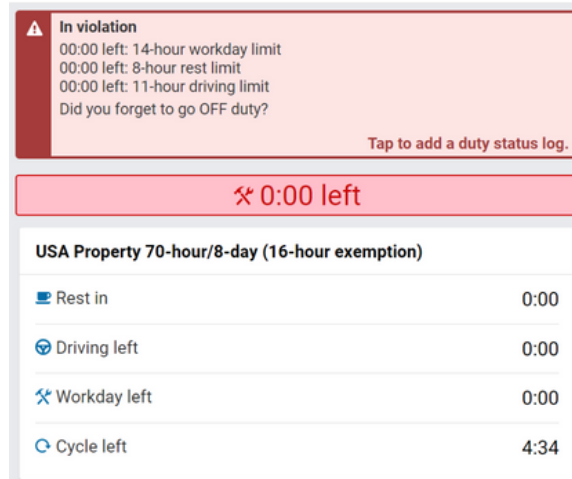 In violation
00:00 left: 14-hour workday limit
00:00 left: 8-hour rest limit
00:00 left: 11-hour driving limit
Did you forget to go OFF duty?
Tap to add a duty status log.
0:00 left
USA Property 70-hour/8-day (16-hour exemption)
Rest in 0:00
Driving left 0:00
Workday left 0:00
Cycle left 4:34